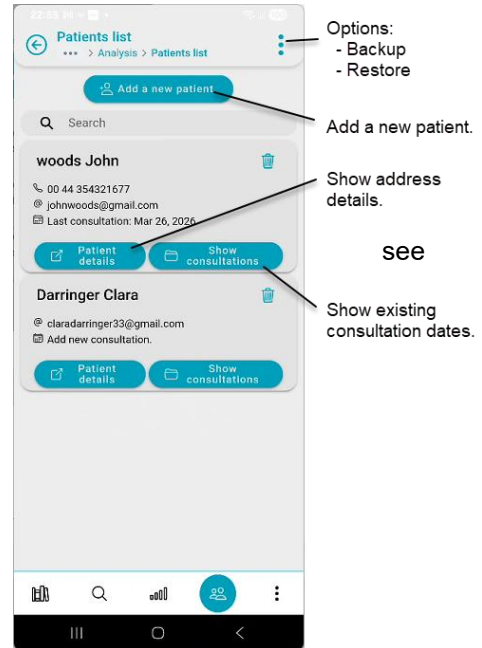 22:55
Patients list
••• > Analysis > Patients list
Add a new patient
Search
woods John
00 44 354321677
@ johnwoods@gmail.com
Last consultation: Mar 26, 2026
Patient
details
Show
consultations
Darringer Clara
@ claradarringer33@gmail.com
Add new consultation.
Patient
details
Show
consultations
Options:
- Backup
- Restore
Add a new patient.
Show address
details.
see
Show existing
consultation dates.